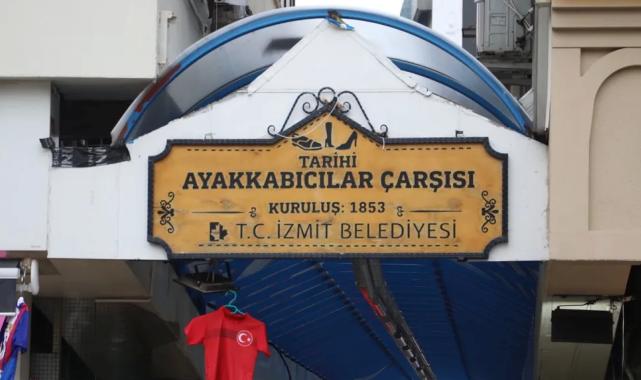 TARİHİ
AYAKKABICILAR ÇARŞISI
KURULUŞ: 1853
T.C. İZMİT BELEDİYESİ